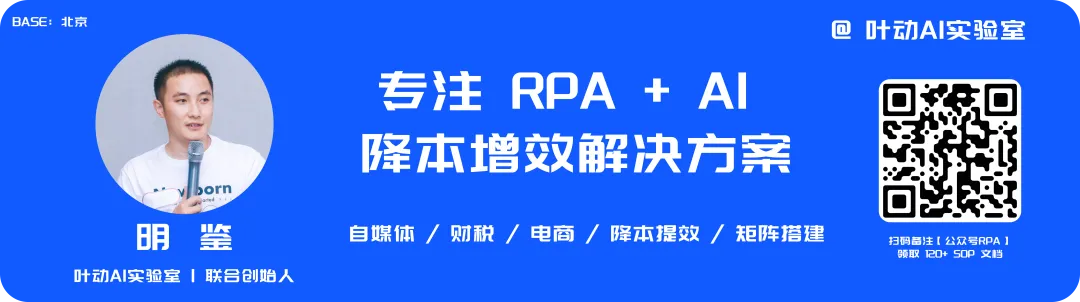 BASE：北京
@ 叶动AI实验室
专注 RPA + AI
降本增效解决方案
自媒体 / 财税 / 电商 / 降本提效 / 矩阵搭建
明 鉴
叶动AI实验室 | 联合创始人
扫码备注【公众号RPA】
领取 120+ SOP 文档